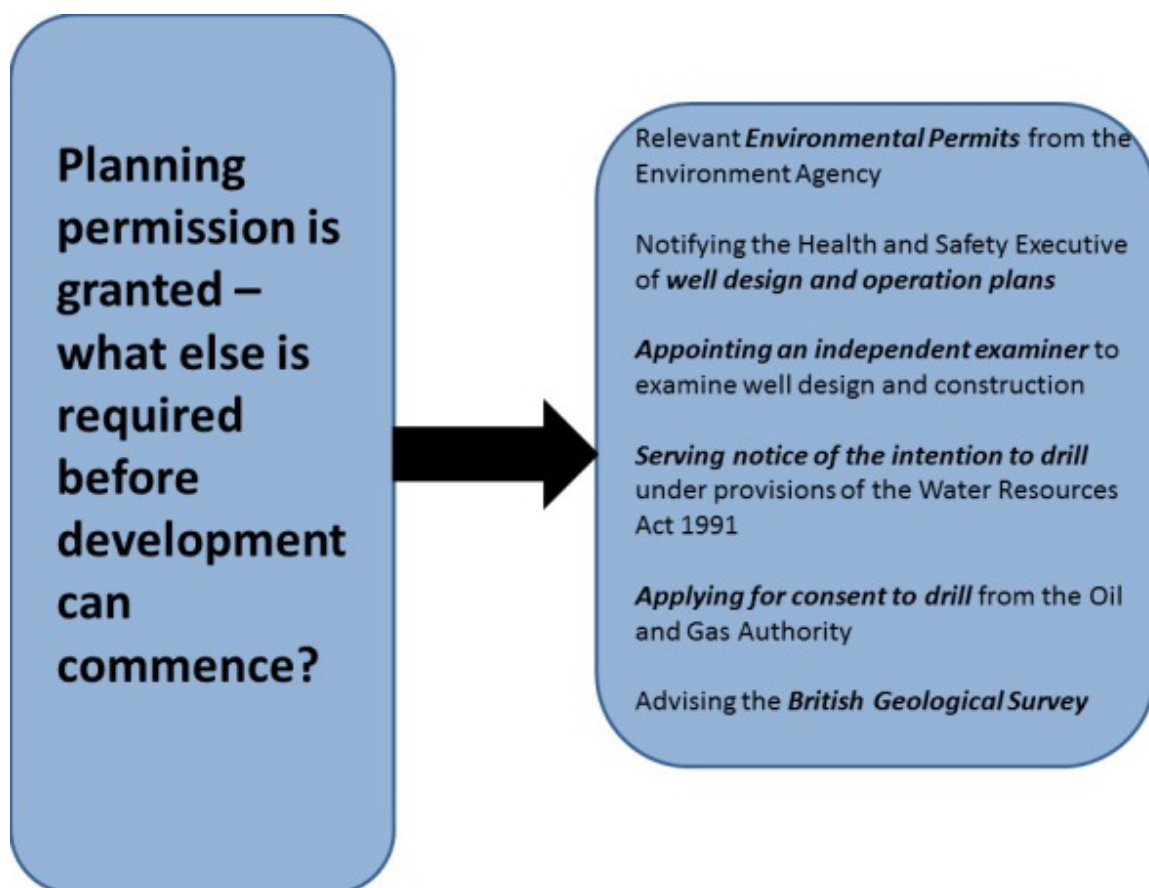 Planning
permission is
granted –
what else is
required
before
development
can
commence?
Relevant Environmental Permits from the
Environment Agency
Notifying the Health and Safety Executive
of well design and operation plans
Appointing an independent examiner to
examine well design and construction
Serving notice of the intention to drill
under provisions of the Water Resources
Act 1991
Applying for consent to drill from the Oil
and Gas Authority
Advising the British Geological Survey